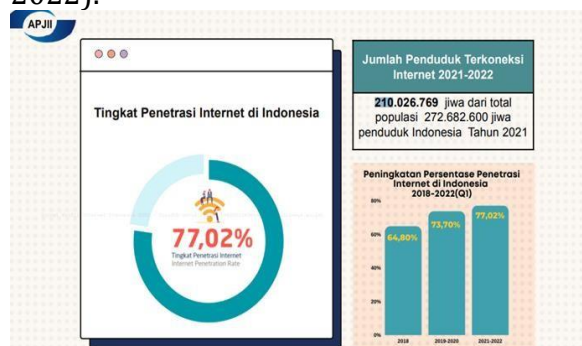 2022).
APJII
Tingkat Penetrasi Internet di Indonesia
77,02%
Tingkat Penetrasi Internet
Internet Penetration Rate
Jumlah Penduduk Terkoneksi
Internet 2021-2022
210.026.769 jiwa dari total
populasi 272.682.600 jiwa
penduduk Indonesia Tahun 2021
Peningkatan Persentase Penetrasi
Internet di Indonesia
2018-2022(Q1)
80%
60%
40%
20%
0%
64,80%
73,70%
77,02%
2018
2019-2020
2021-2022